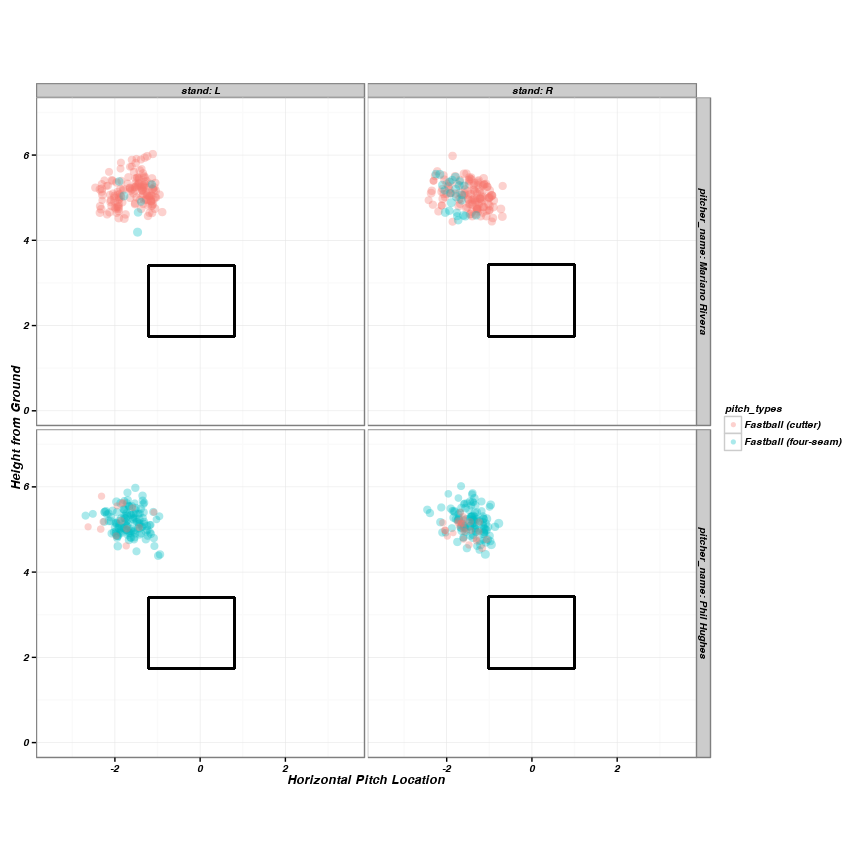 stand: L
stand: R
6
4
2
0
pitcher_name: Mariano Rivera
Height from Ground
pitch_types
Fastball (cutter)
Fastball (four-seam)
6
4
2
0
pitcher_name: Phil Hughes
-2
0
2
-2
0
2
Horizontal Pitch Location